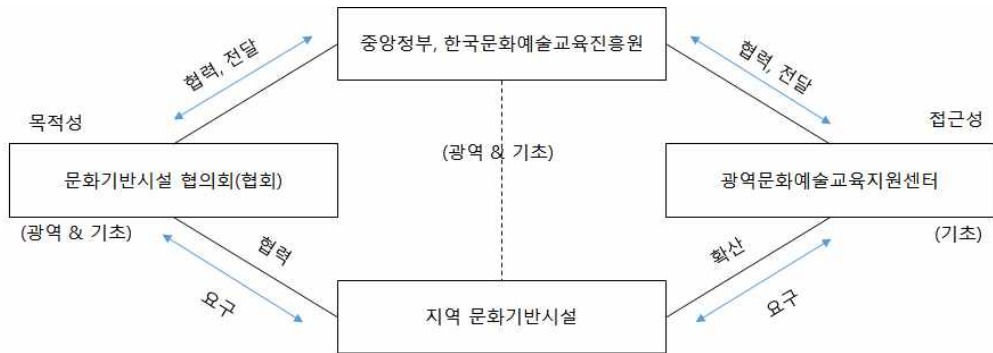 중앙정부, 한국문화예술교육진흥원
협력, 전달
협력, 전달
목적성
접근성
문화기반시설 협의회(협회)
(광역 & 기초)
광역문화예술교육지원센터
(광역 & 기초)
(기초)
협력
확산
요구
요구
지역 문화기반시설